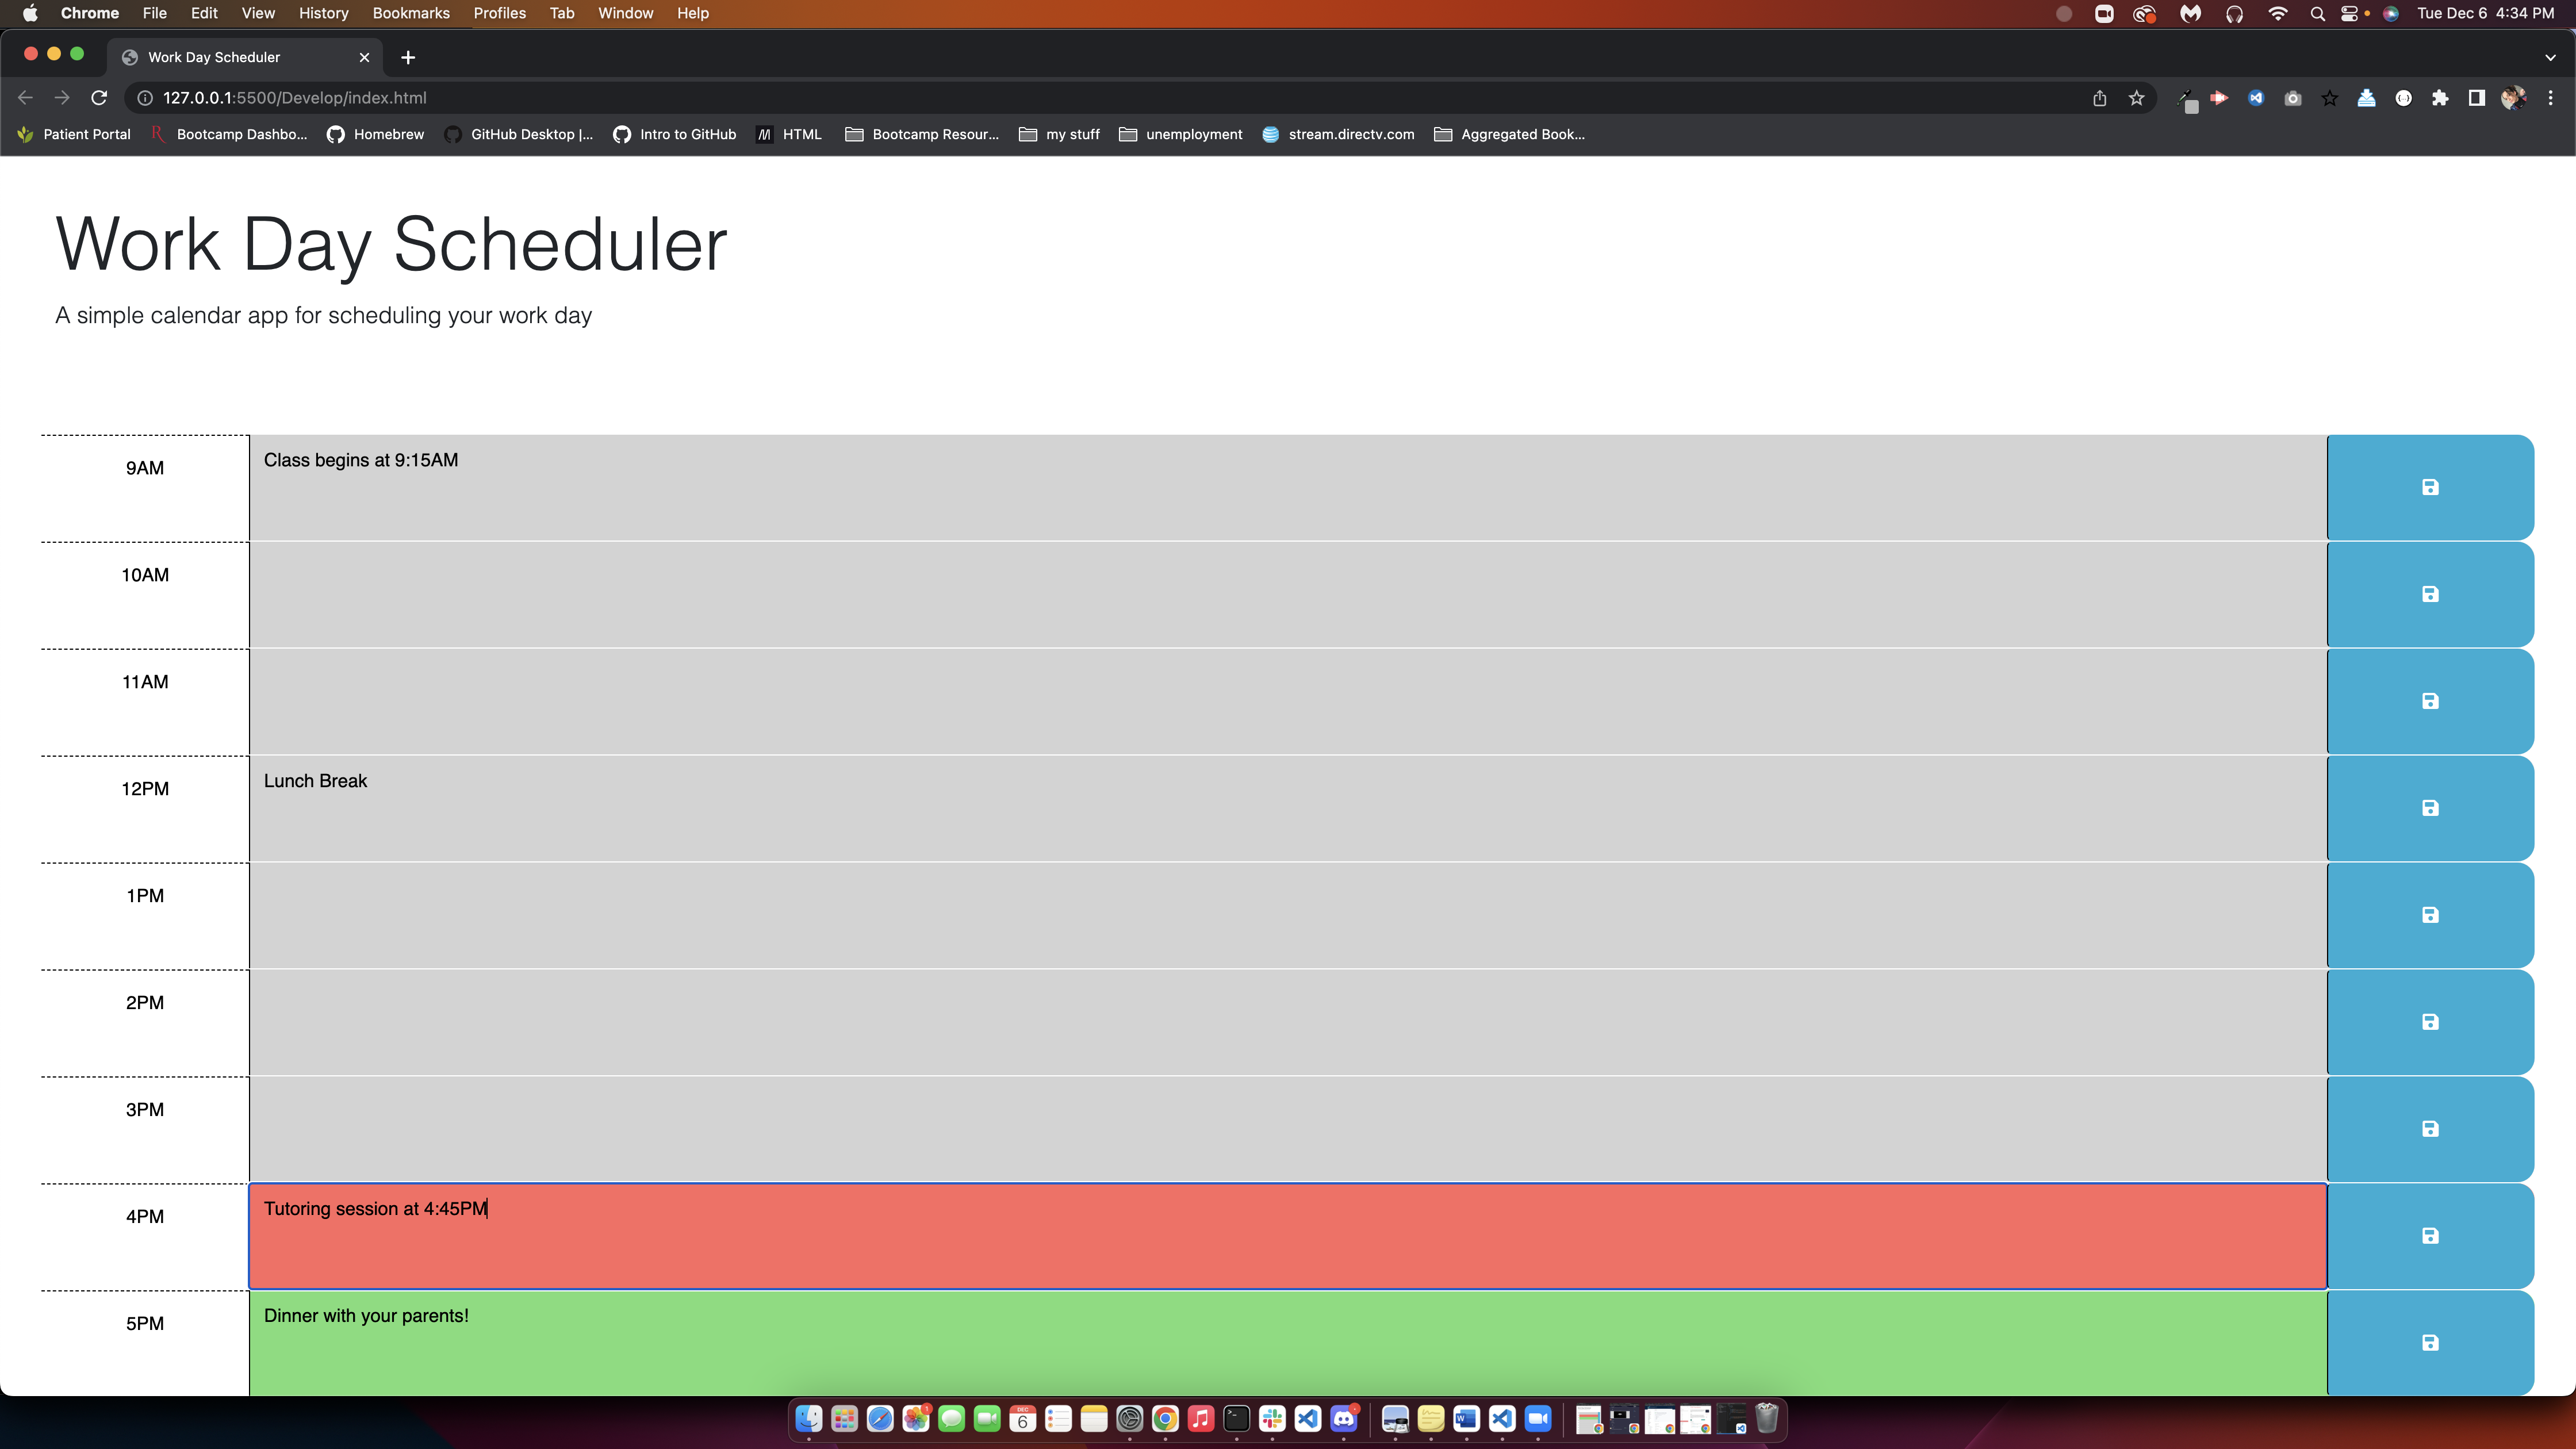 Chrome File Edit View History Bookmarks Profiles Tab Window Help Tue Dec 6 4:34 PM
Work Day Scheduler
127.0.0.1:5500/Develop/index.html
Patient Portal Bootcamp Dashbo... Homebrew GitHub Desktop |... Intro to GitHub HTML Bootcamp Resour... my stuff unemployment stream.directv.com Aggregated Book...
Work Day Scheduler
A simple calendar app for scheduling your work day
9AM Class begins at 9:15AM
10AM
11AM
12PM Lunch Break
1PM
2PM
3PM
4PM Tutoring session at 4:45PM
5PM Dinner with your parents!
DEC
6